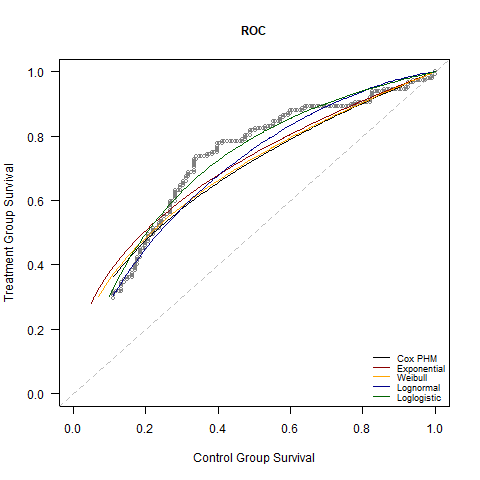 ROC
Treatment Group Survival
1.0
0.8
0.6
0.4
0.2
0.0
Cox PHM
Exponential
Weibull
Lognormal
Loglogistic
0.0 0.2 0.4 0.6 0.8 1.0
Control Group Survival